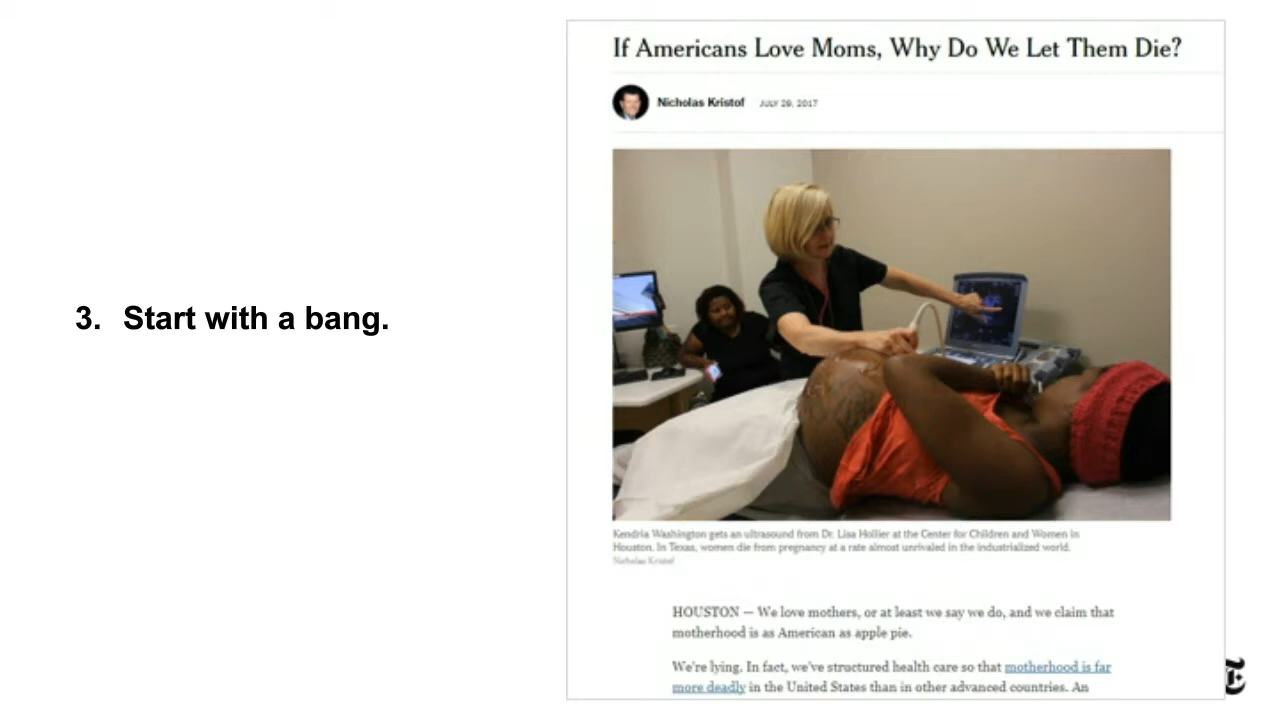 3. Start with a bang.
If Americans Love Moms, Why Do We Let Them Die?
Nicholas Kristof JULY 29, 2017
Kendria Washington gets an ultrasound from Dr. Lisa Hollier at the Center for Children and Women in
Houston. In Texas, women die from pregnancy at a rate almost unrivaled in the industrialized world.
Nicholas Kristof
HOUSTON — We love mothers, or at least we say we do, and we claim that
motherhood is as American as apple pie.
We're lying. In fact, we've structured health care so that motherhood is far
more deadly in the United States than in other advanced countries. An